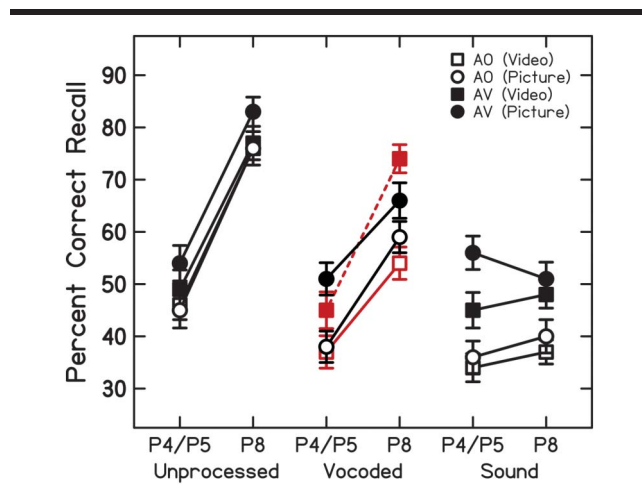 Percent Correct Recall
90
80
70
60
50
40
30
AO (Video)
AO (Picture)
AV (Video)
AV (Picture)
P4/P5 P8 P4/P5 P8 P4/P5 P8
Unprocessed Vocoded Sound